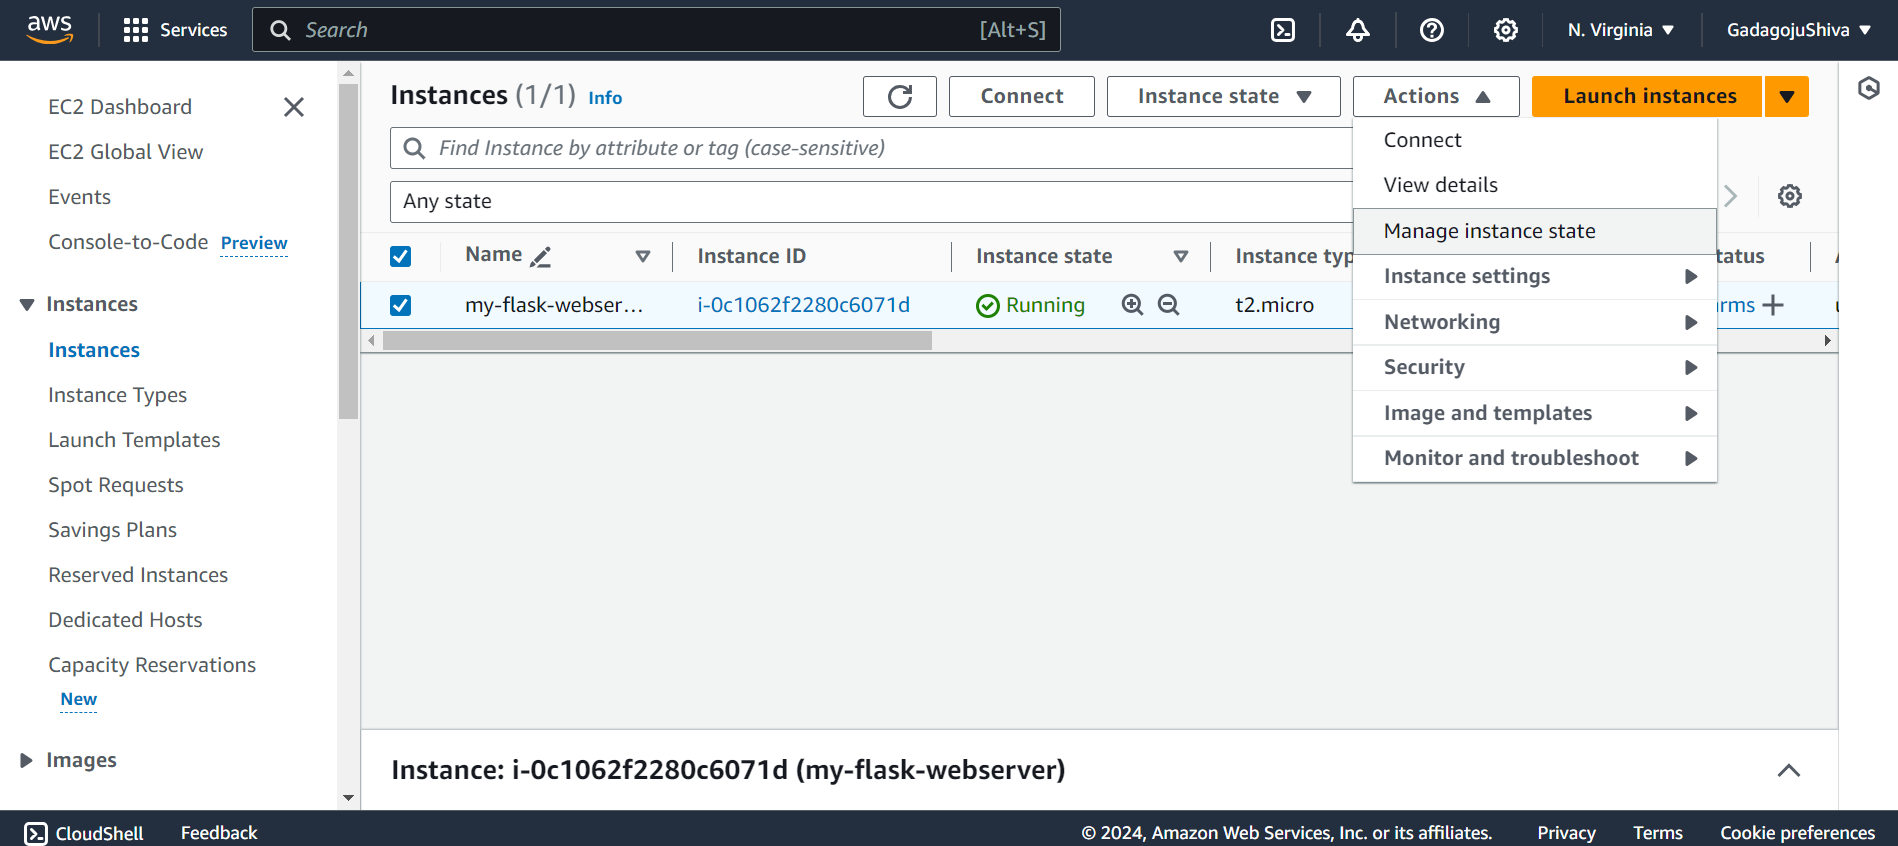 aws Services Search [Alt+S] N. Virginia GadagojuShiva
EC2 Dashboard
EC2 Global View
Events
Console-to-Code Preview
Instances
Instances
Instance Types
Launch Templates
Spot Requests
Savings Plans
Reserved Instances
Dedicated Hosts
Capacity Reservations
New
Images
Instances (1/1) Info Connect Instance state Actions Launch instances
Find Instance by attribute or tag (case-sensitive)
Any state
Connect
View details
Manage instance state
Instance settings
Networking
Security
Image and templates
Monitor and troubleshoot
Name Instance ID Instance state Instance typ tatus
my-flask-webser... i-0c1062f2280c6071d Running t2.micro rms
Instance: i-0c1062f2280c6071d (my-flask-webserver)
CloudShell Feedback © 2024, Amazon Web Services, Inc. or its affiliates. Privacy Terms Cookie preferences